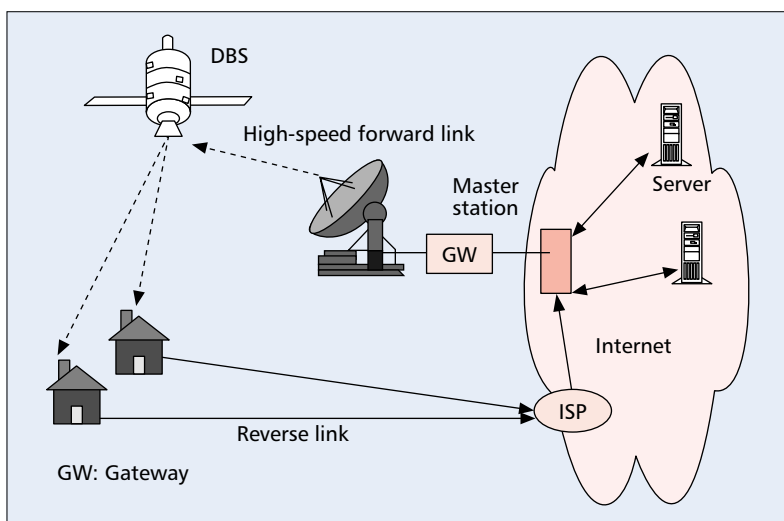 DBS
High-speed forward link
Master
station
Server
GW
Internet
ISP
Reverse link
GW: Gateway